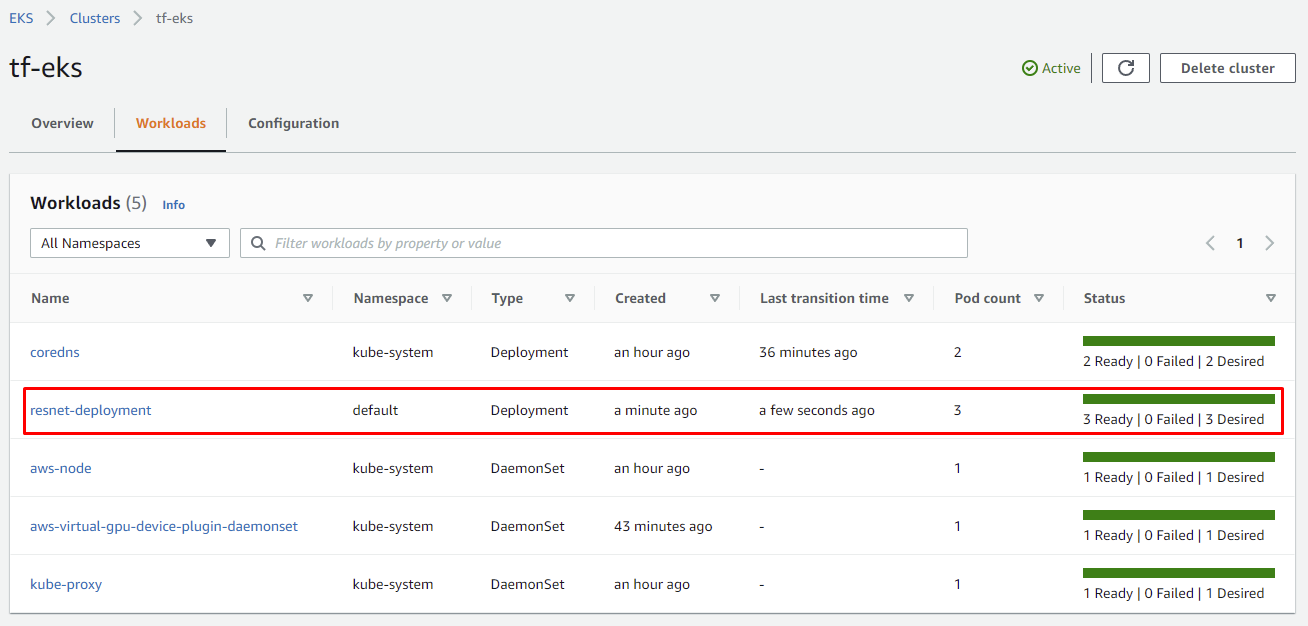 EKS Clusters tf-eks
tf-eks
Active Delete cluster
Overview Workloads Configuration
Workloads (5) Info
All Namespaces Filter workloads by property or value 1
Name Namespace Type Created Last transition time Pod count Status
coredns kube-system Deployment an hour ago 36 minutes ago 2
2 Ready | 0 Failed | 2 Desired
resnet-deployment default Deployment a minute ago a few seconds ago 3
3 Ready | 0 Failed | 3 Desired
aws-node kube-system DaemonSet an hour ago - 1
1 Ready | 0 Failed | 1 Desired
aws-virtual-gpu-device-plugin-daemonset kube-system DaemonSet 43 minutes ago - 1
1 Ready | 0 Failed | 1 Desired
kube-proxy kube-system DaemonSet an hour ago - 1
1 Ready | 0 Failed | 1 Desired